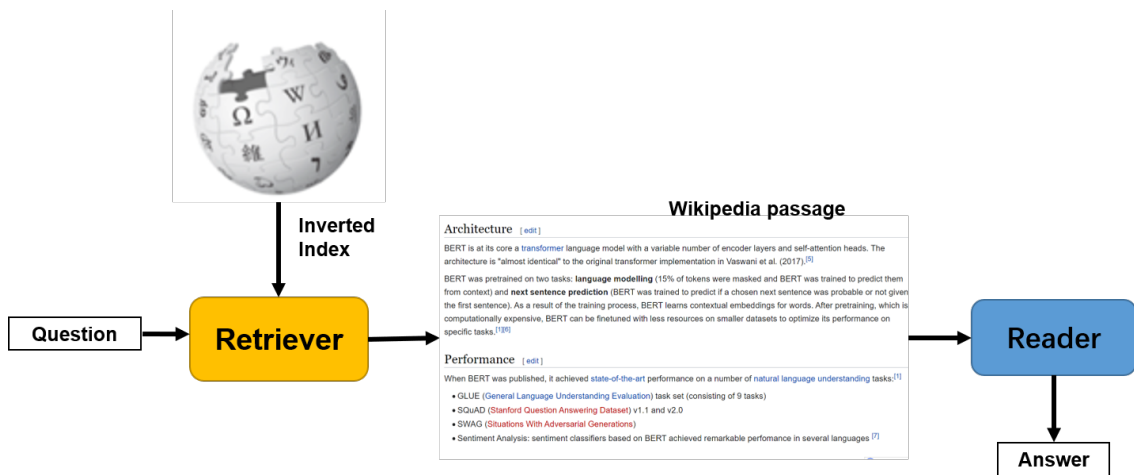 Ω
W
И
維
Inverted
Index
Question
Retriever
Wikipedia passage
Architecture [ edit ]
BERT is at its core a transformer language model with a variable number of encoder layers and self-attention heads. The
architecture is "almost identical" to the original transformer implementation in Vaswani et al. (2017).[5]
BERT was pretrained on two tasks: language modelling (15% of tokens were masked and BERT was trained to predict them
from context) and next sentence prediction (BERT was trained to predict if a chosen next sentence was probable or not given
the first sentence). As a result of the training process, BERT learns contextual embeddings for words. After pretraining, which is
computationally expensive, BERT can be finetuned with less resources on smaller datasets to optimize its performance on
specific tasks.[1][6]
Performance [ edit ]
When BERT was published, it achieved state-of-the-art performance on a number of natural language understanding tasks:[1]
• GLUE (General Language Understanding Evaluation) task set (consisting of 9 tasks)
• SQuAD (Stanford Question Answering Dataset) v1.1 and v2.0
• SWAG (Situations With Adversarial Generations)
• Sentiment Analysis: sentiment classifiers based on BERT achieved remarkable perfomance in several languages [7]
Reader
Answer